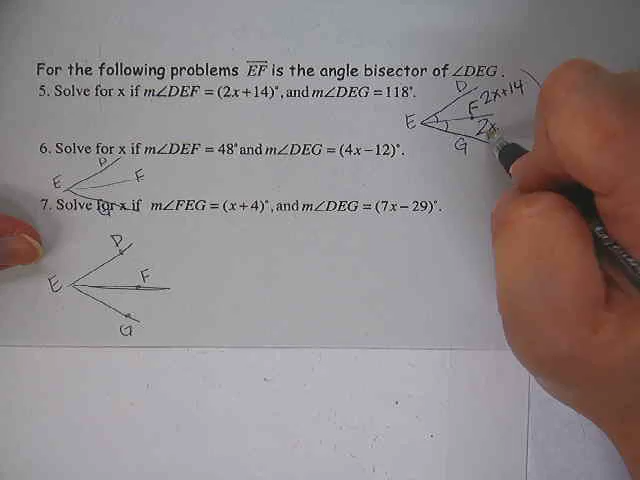 For the following problems EF is the angle bisector of ∠DEG.
5. Solve for x if m∠DEF = (2x+14)°, and m∠DEG = 118°.
D 2x+14
E F
2x
G
6. Solve for x if m∠DEF = 48° and m∠DEG = (4x−12)°.
D
E F
G
7. Solve for x if m∠FEG = (x+4)°, and m∠DEG = (7x−29)°.
D
E F
G